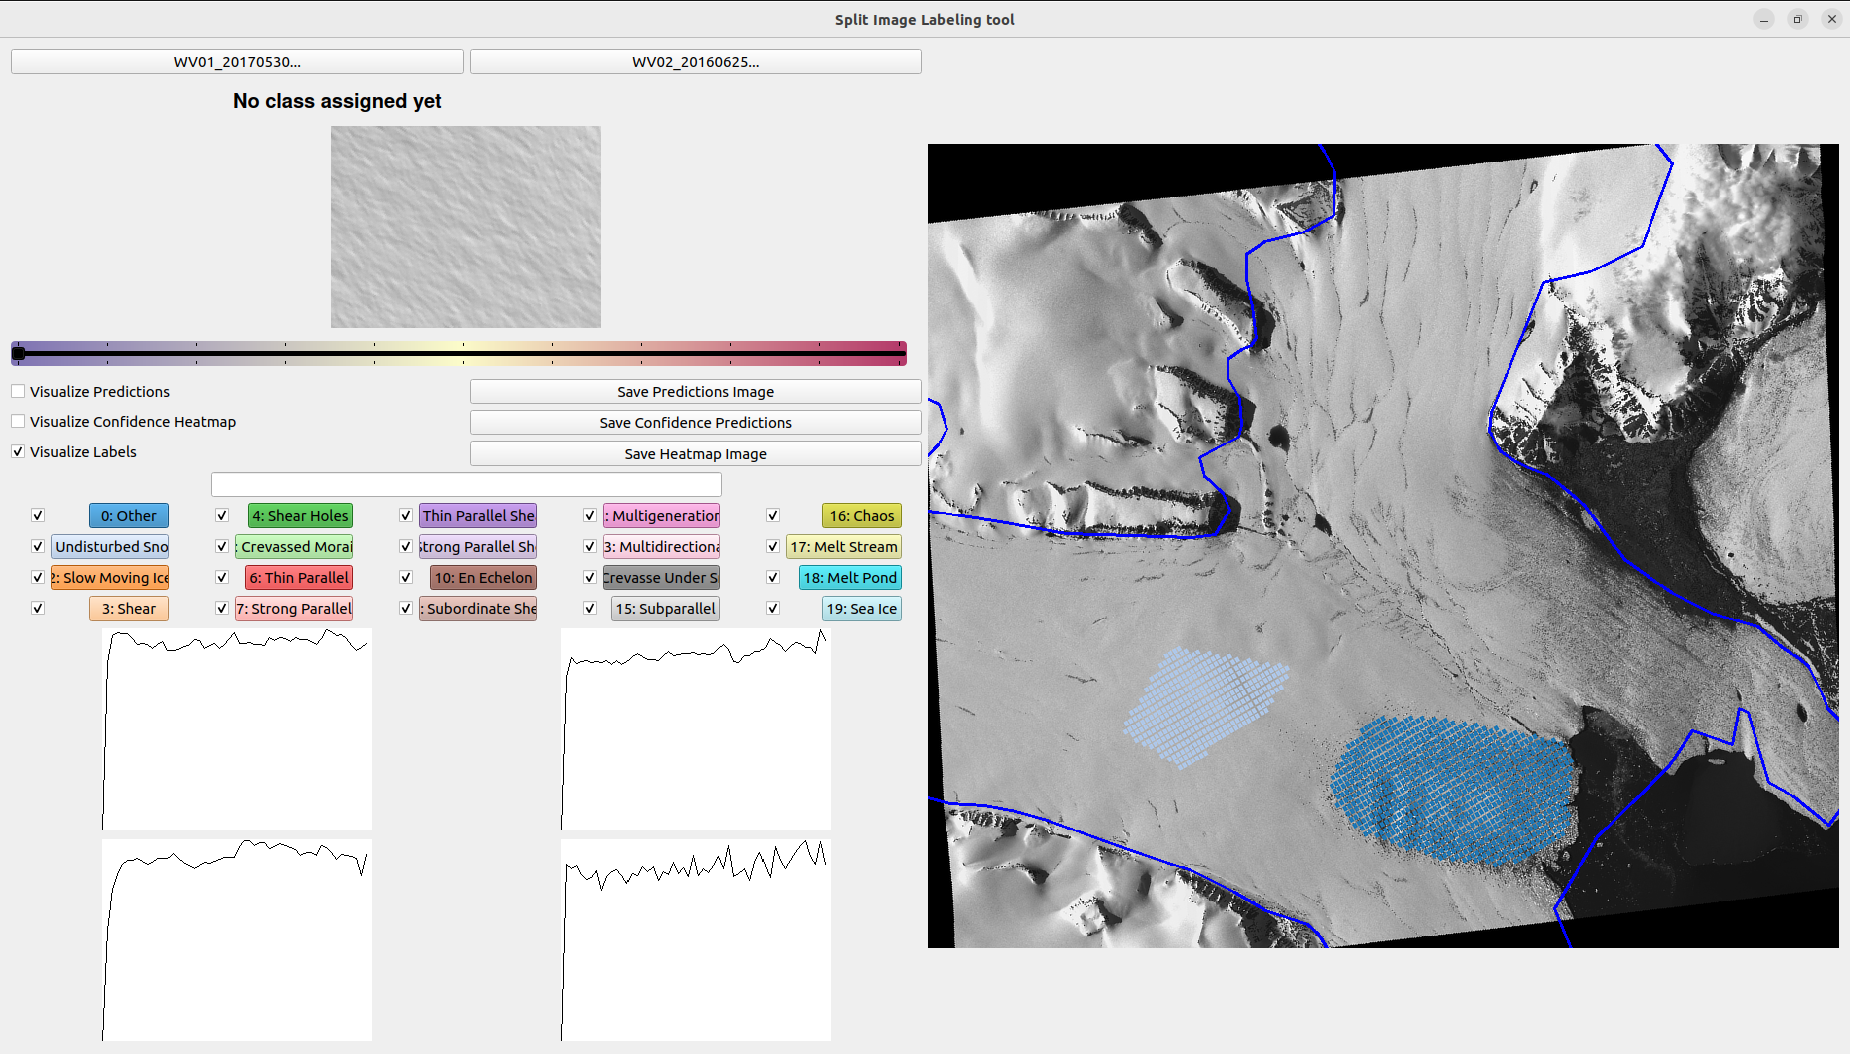 Split Image Labeling tool
WV01_20170530...
WV02_20160625...
No class assigned yet
Visualize Predictions
Save Predictions Image
Visualize Confidence Heatmap
Save Confidence Predictions
Visualize Labels
Save Heatmap Image
0: Other
4: Shear Holes
Thin Parallel She
: Multigeneration
16: Chaos
Undisturbed Sno
: Crevassed Morai
Strong Parallel Sh
3: Multidirectiona
17: Melt Stream
2: Slow Moving Ice
6: Thin Parallel
10: En Echelon
Crevasse Under S
18: Melt Pond
3: Shear
7: Strong Parallel
: Subordinate She
15: Subparallel
19: Sea Ice